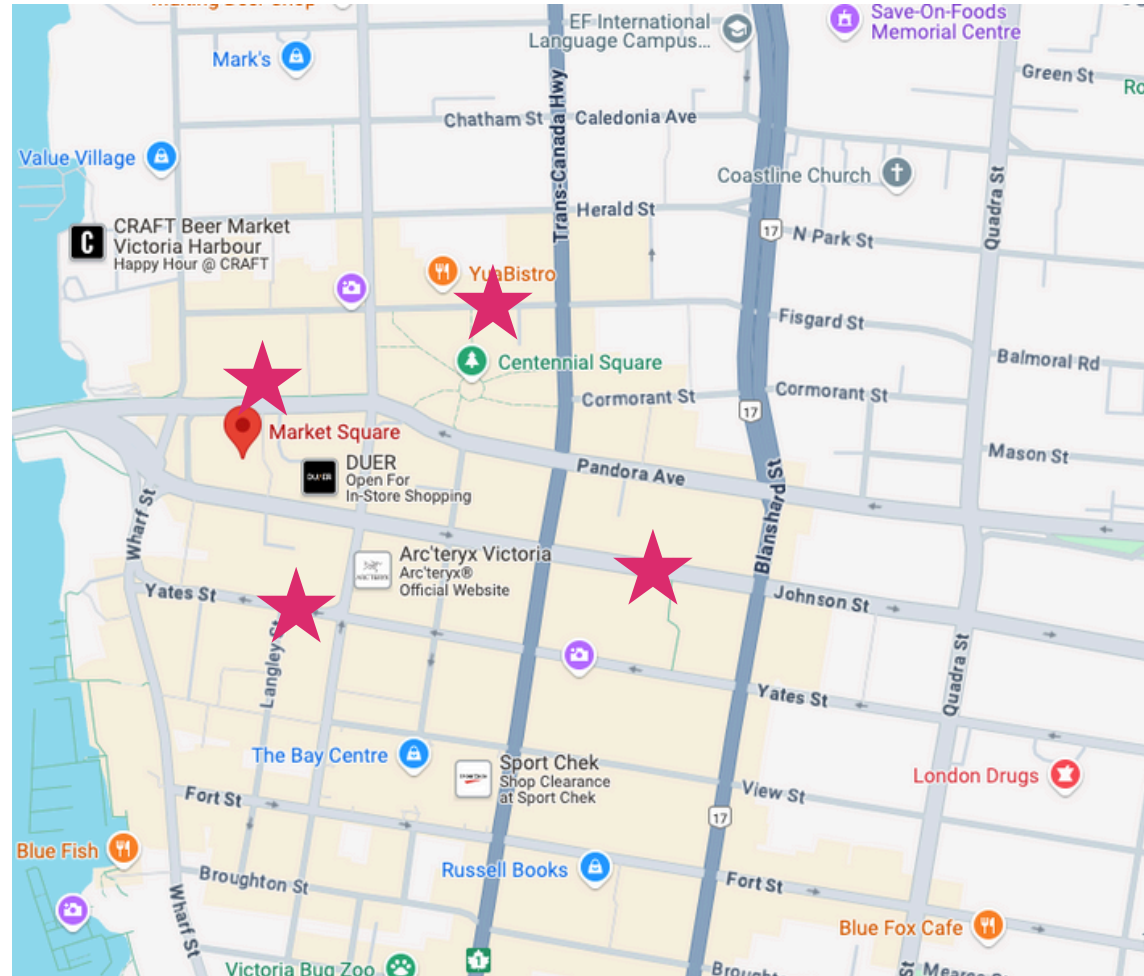 EF International
Language Campus...
Save-On-Foods
Memorial Centre
Mark's
Green St
Ro
Trans-Canada Hwy
Chatham St
Caledonia Ave
Value Village
Coastline Church
Quadra St
CRAFT Beer Market
Victoria Harbour
Happy Hour @ CRAFT
C
Herald St
17
N Park St
YuaBistro
Fisgard St
Centennial Square
Balmoral Rd
Cormorant St
Cormorant St
17
Market Square
DUER
Open For
In-Store Shopping
DUER
Pandora Ave
Mason St
Wharf St
Blanshard St
Arc'teryx Victoria
Arc'teryx®
Official Website
ARC'TERYX
Yates St
Johnson St
Langley St
Quadra St
Yates St
The Bay Centre
Sport Chek
Shop Clearance
at Sport Chek
London Drugs
View St
Fort St
17
Blue Fish
Russell Books
Broughton St
Fort St
Wharf St
Blue Fox Cafe
Victoria Bug Zoo
1
St